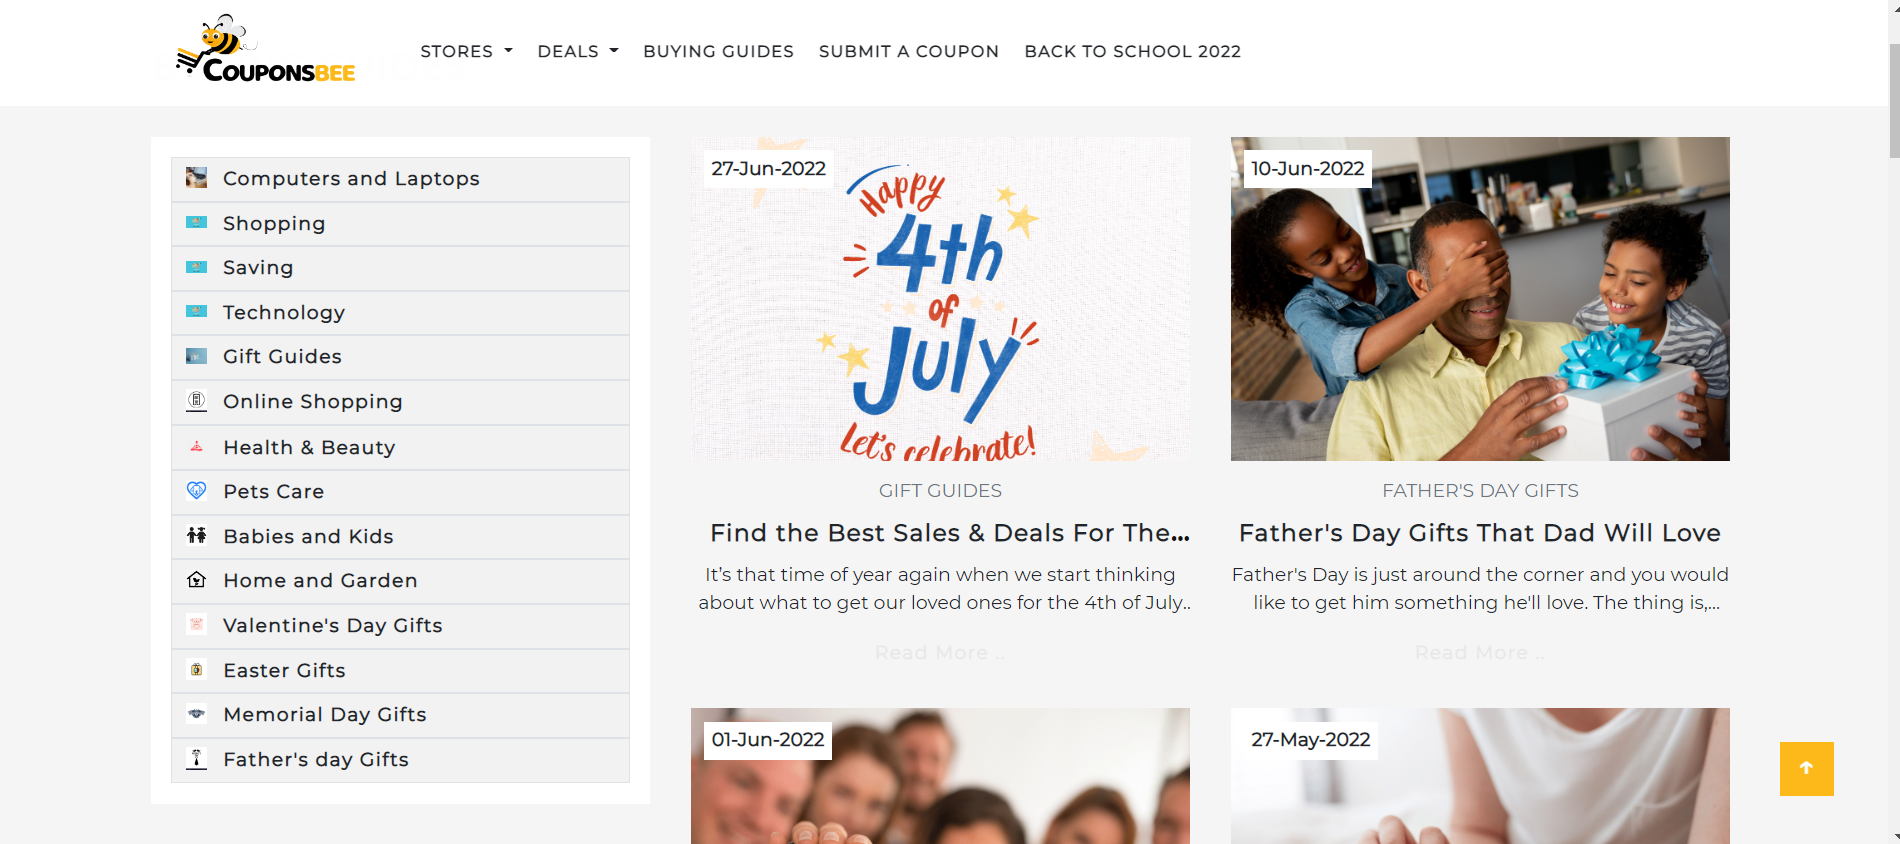 COUPONSBEE
STORES
DEALS
BUYING GUIDES
SUBMIT A COUPON
BACK TO SCHOOL 2022
Computers and Laptops
Shopping
Saving
Technology
Gift Guides
Online Shopping
Health & Beauty
Pets Care
Babies and Kids
Home and Garden
Valentine's Day Gifts
Easter Gifts
Memorial Day Gifts
Father's day Gifts
27-Jun-2022
Happy
4th
of
July
Let's celebrate!
GIFT GUIDES
Find the Best Sales & Deals For The...
It’s that time of year again when we start thinking
about what to get our loved ones for the 4th of July..
Read More ..
10-Jun-2022
FATHER'S DAY GIFTS
Father's Day Gifts That Dad Will Love
Father's Day is just around the corner and you would
like to get him something he'll love. The thing is,...
Read More ..
01-Jun-2022
27-May-2022